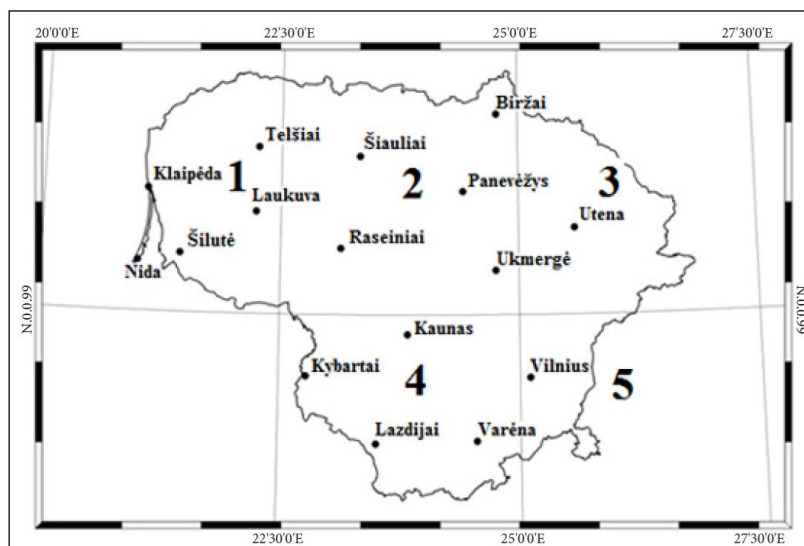 20°0'0"E 22°30'0"E 25°0'0"E 27°30'0"E
Biržai
Telšiai
Šiauliai
Klaipėda
1
2
3
Panevėžys
Laukuva
Utena
Šilutė
Raseiniai
Nida
Ukmergė
N.0.0.99
N.0.0.99
Kaunas
Kybartai
4
Vilnius
5
Lazdijai
Varėna
22°30'0"E 25°0'0"E 27°30'0"E